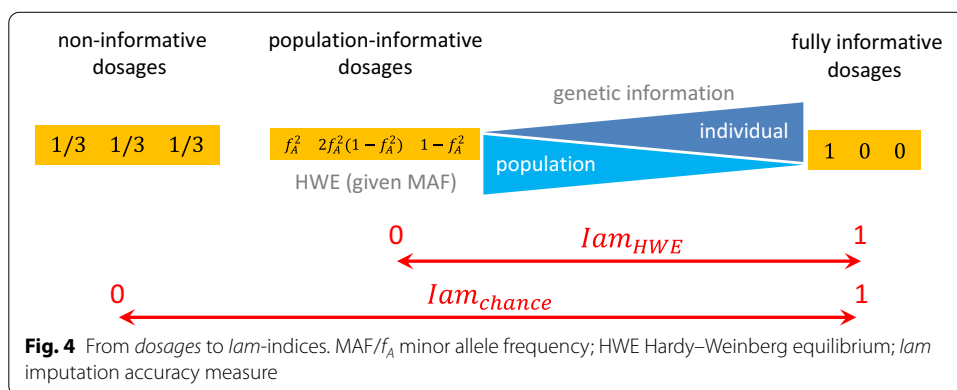 non-informative
dosages
population-informative
dosages
fully informative
dosages
genetic information
individual
population
1/3 1/3 1/3
f_A^2 2f_A^2(1 − f_A^2) 1 − f_A^2
1 0 0
HWE (given MAF)
0 Iam_HWE 1
0 Iam_chance 1
Fig. 4 From dosages to Iam-indices. MAF/f_A minor allele frequency; HWE Hardy–Weinberg equilibrium; Iam
imputation accuracy measure